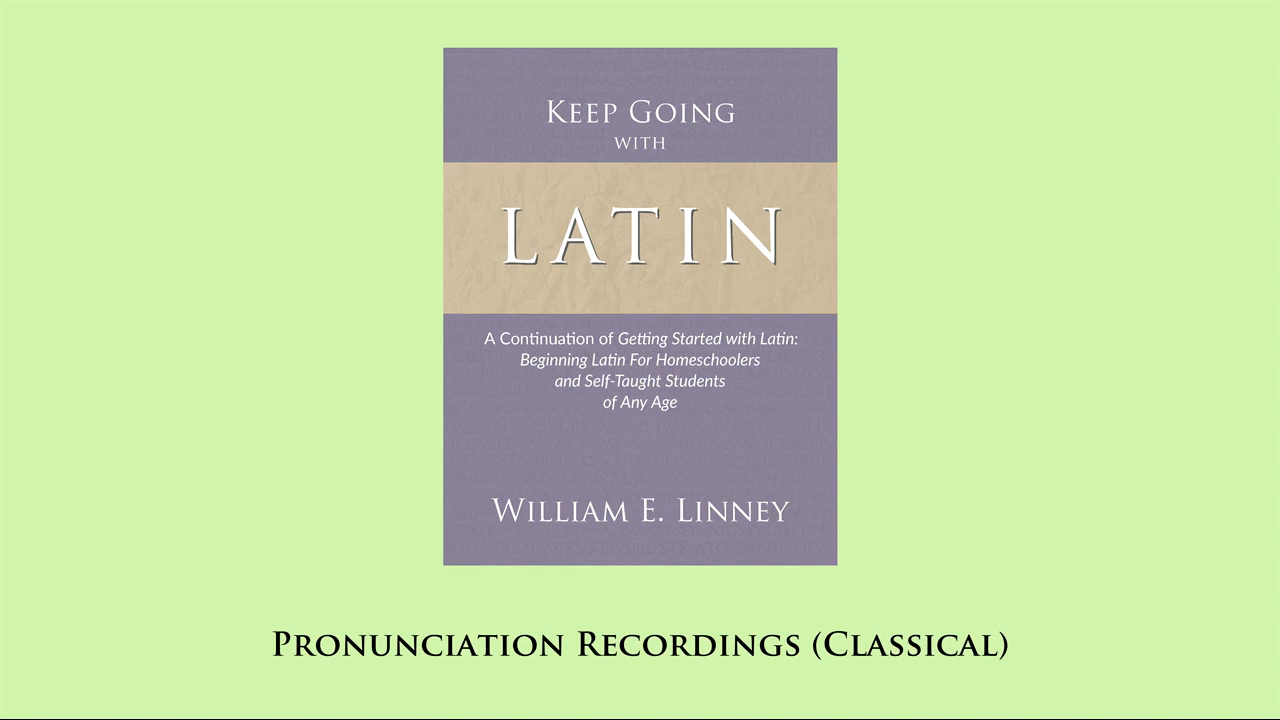 Keep Going
with
LATIN
A Continuation of Getting Started with Latin:
Beginning Latin For Homeschoolers
and Self-Taught Students
of Any Age
William E. Linney
Pronunciation Recordings (Classical)